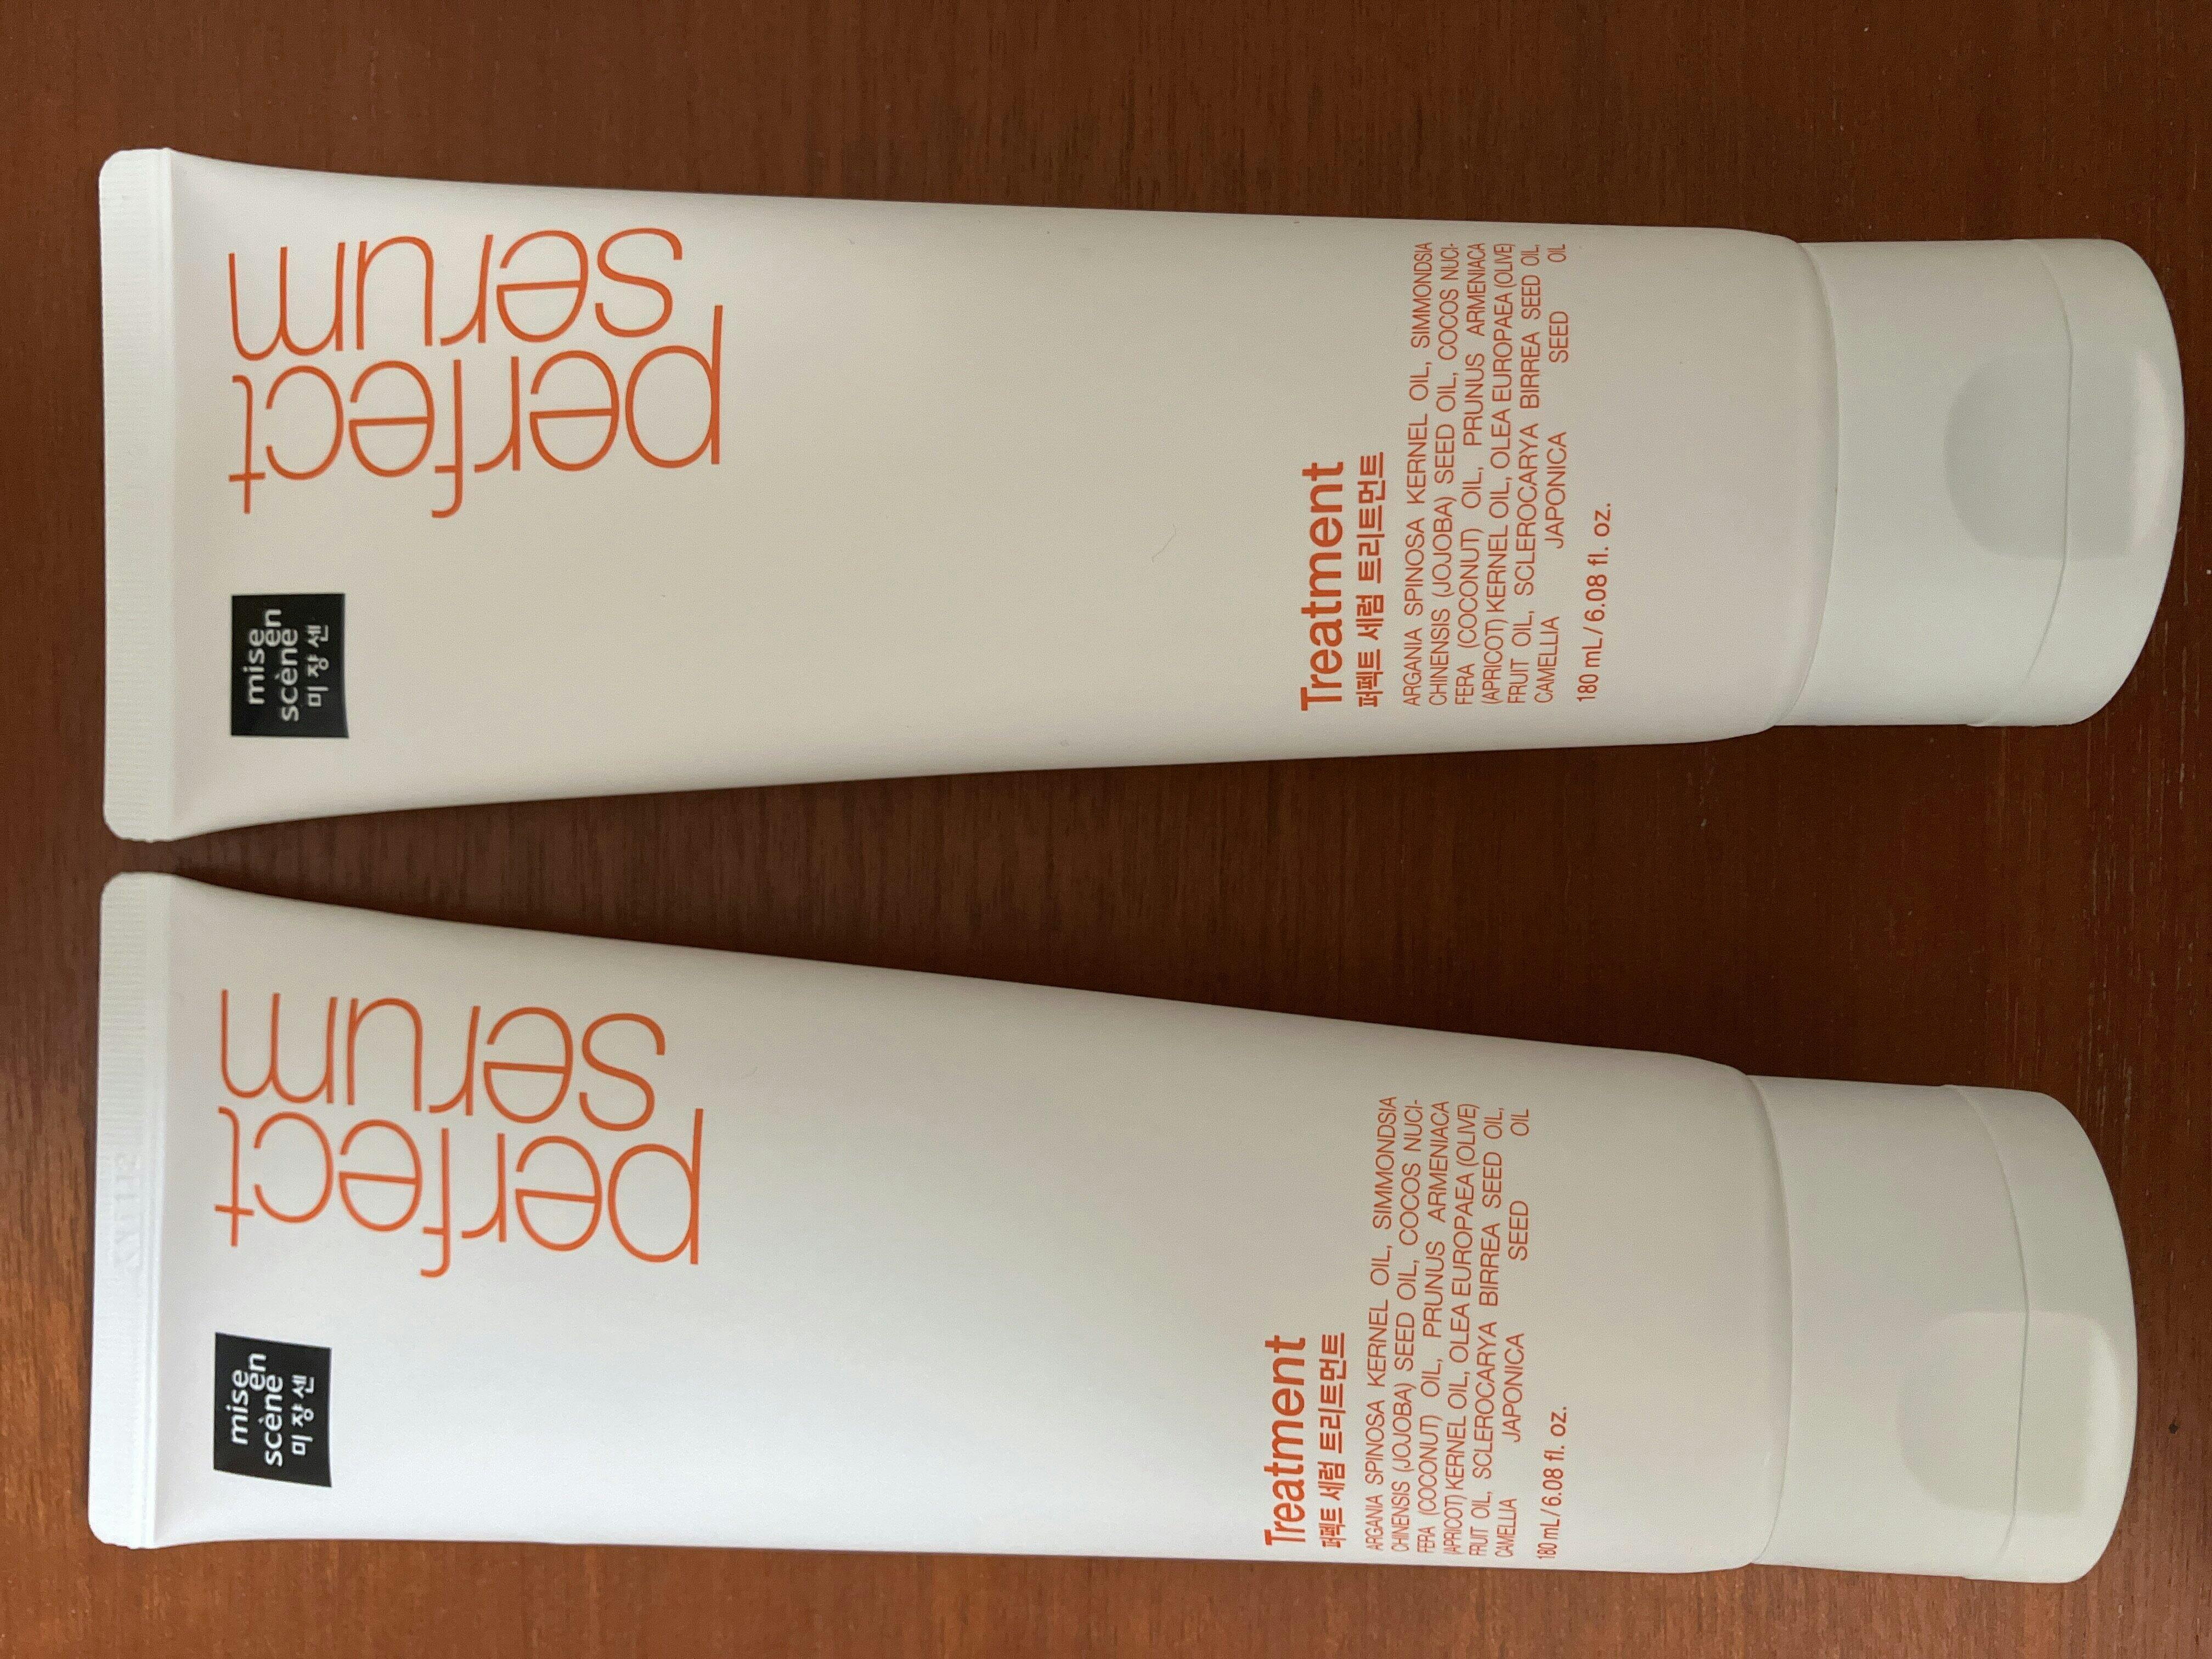 mise
en
scène
미쟝센
perfect
serum
Treatment
퍼펙트 세럼 트리트먼트
ARGANIA SPINOSA KERNEL OIL, SIMMONDSIA
CHINENSIS (JOJOBA) SEED OIL, COCOS NUCI-
FERA (COCONUT) OIL, PRUNUS ARMENIACA
(APRICOT) KERNEL OIL, OLEA EUROPAEA (OLIVE)
FRUIT OIL, SCLEROCARYA BIRREA SEED OIL,
CAMELLIA JAPONICA SEED OIL
180 mL/6.08 fl. oz.
mise
en
scène
미쟝센
perfect
serum
Treatment
퍼펙트 세럼 트리트먼트
ARGANIA SPINOSA KERNEL OIL, SIMMONDSIA
CHINENSIS (JOJOBA) SEED OIL, COCOS NUCI-
FERA (COCONUT) OIL, PRUNUS ARMENIACA
(APRICOT) KERNEL OIL, OLEA EUROPAEA (OLIVE)
FRUIT OIL, SCLEROCARYA BIRREA SEED OIL,
CAMELLIA JAPONICA SEED OIL
180 mL/6.08 fl. oz.